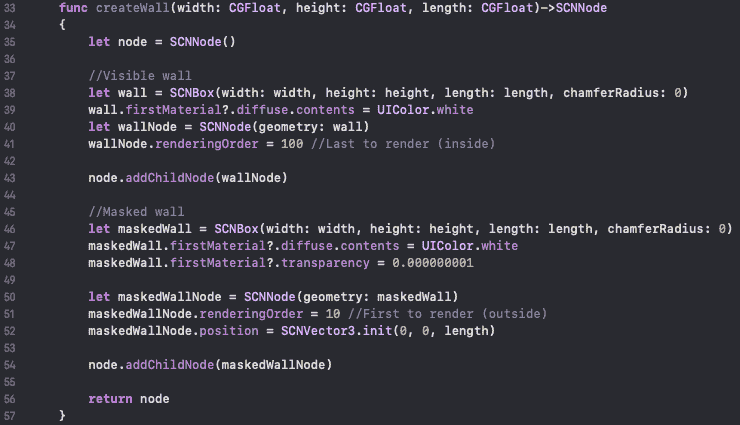 33 func createWall(width: CGFloat, height: CGFloat, length: CGFloat)->SCNNode
34 {
35 let node = SCNNode()
36
37 //Visible wall
38 let wall = SCNBox(width: width, height: height, length: length, chamferRadius: 0)
39 wall.firstMaterial?.diffuse.contents = UIColor.white
40 let wallNode = SCNNode(geometry: wall)
41 wallNode.renderingOrder = 100 //Last to render (inside)
42
43 node.addChildNode(wallNode)
44
45 //Masked wall
46 let maskedWall = SCNBox(width: width, height: height, length: length, chamferRadius: 0)
47 maskedWall.firstMaterial?.diffuse.contents = UIColor.white
48 maskedWall.firstMaterial?.transparency = 0.000000001
49
50 let maskedWallNode = SCNNode(geometry: maskedWall)
51 maskedWallNode.renderingOrder = 10 //First to render (outside)
52 maskedWallNode.position = SCNVector3.init(0, 0, length)
53
54 node.addChildNode(maskedWallNode)
55
56 return node
57 }